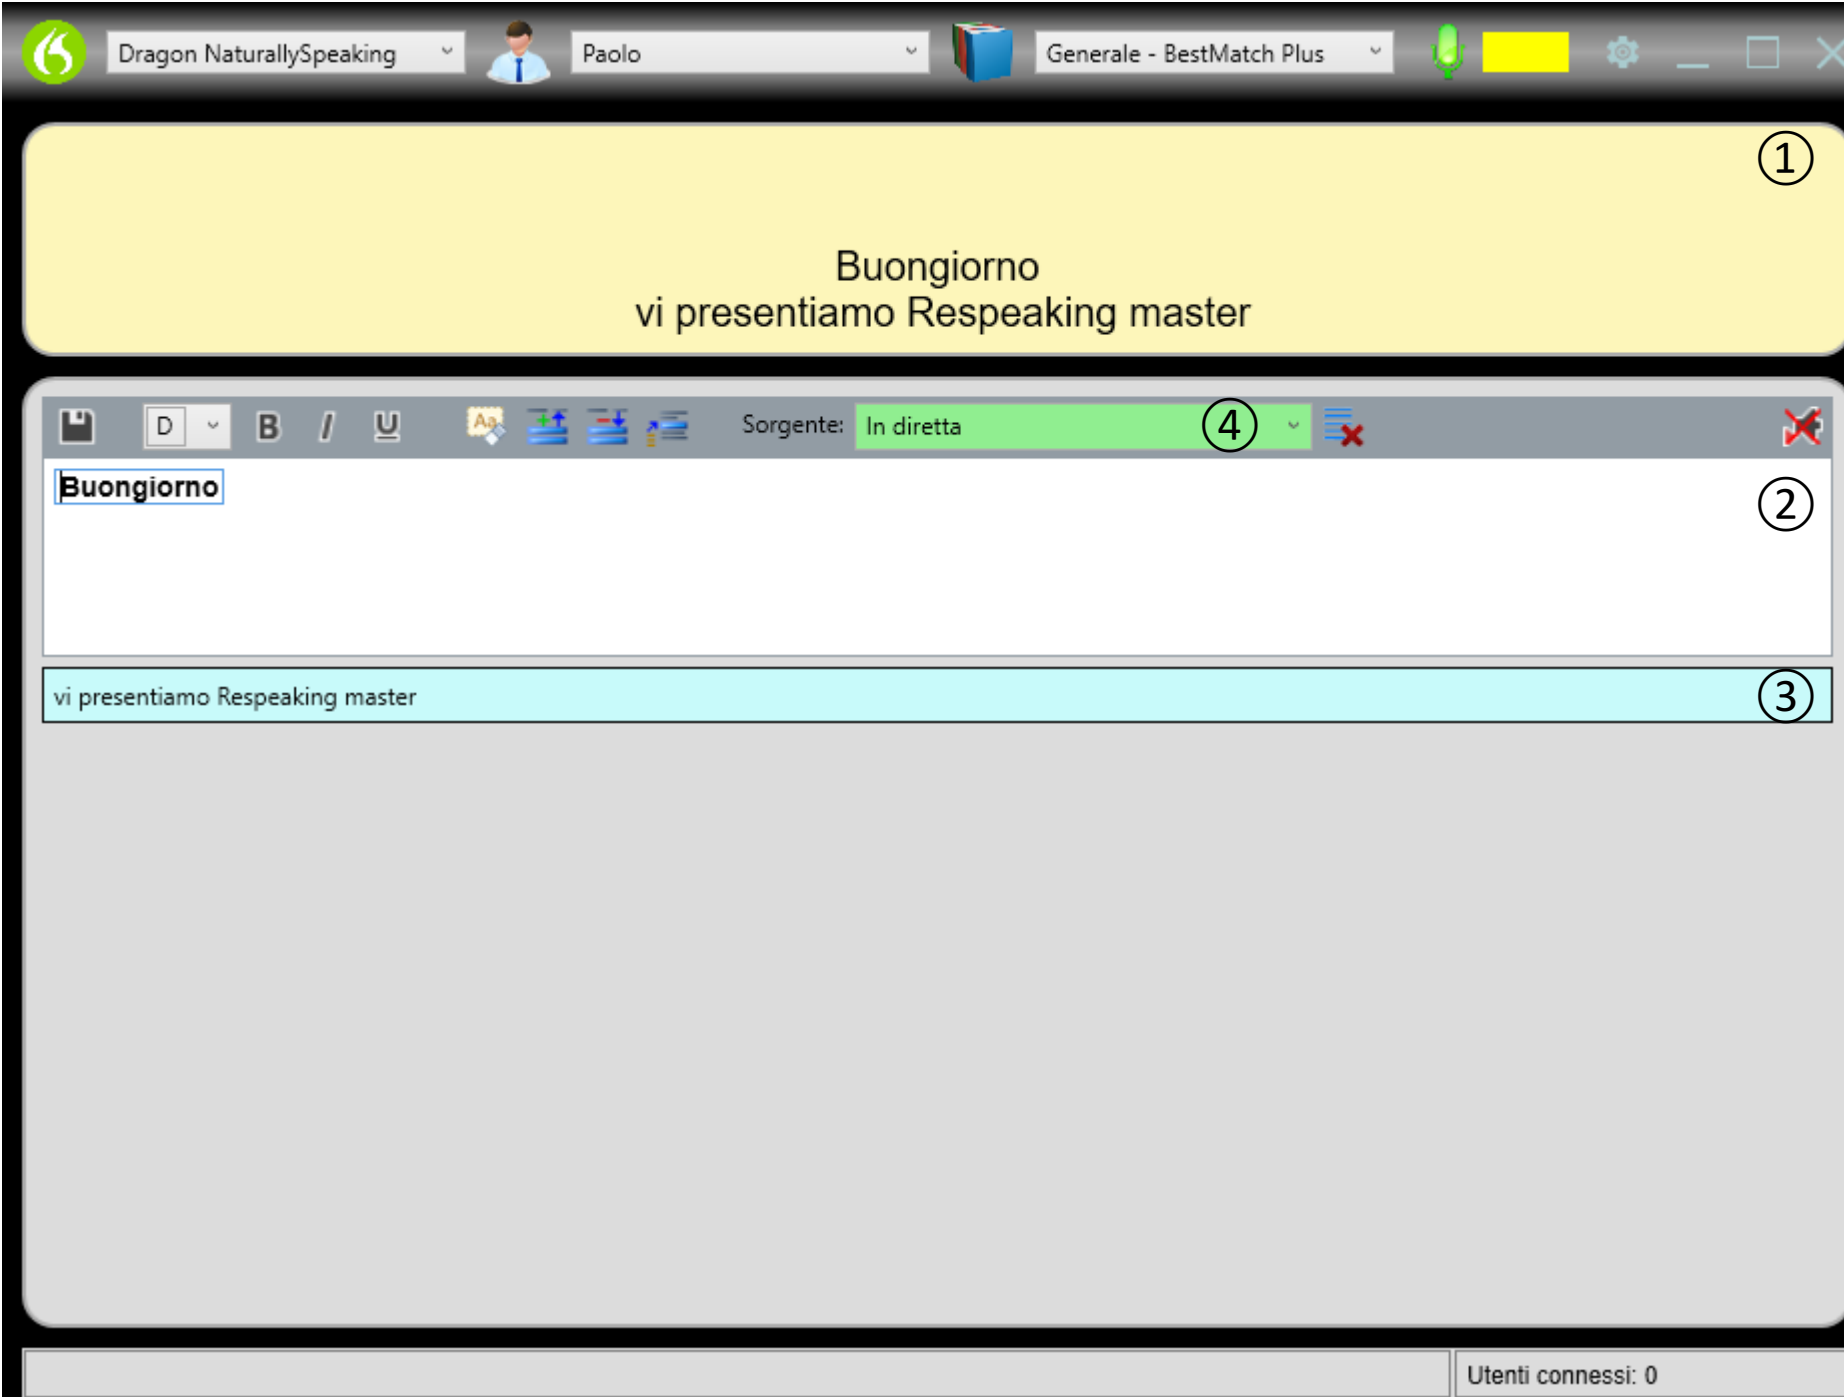 Dragon NaturallySpeaking Paolo Generale - BestMatch Plus
①
Buongiorno
vi presentiamo Respeaking master
D B I U Aa Sorgente: In diretta ④
Buongiorno
②
vi presentiamo Respeaking master ③
Utenti connessi: 0